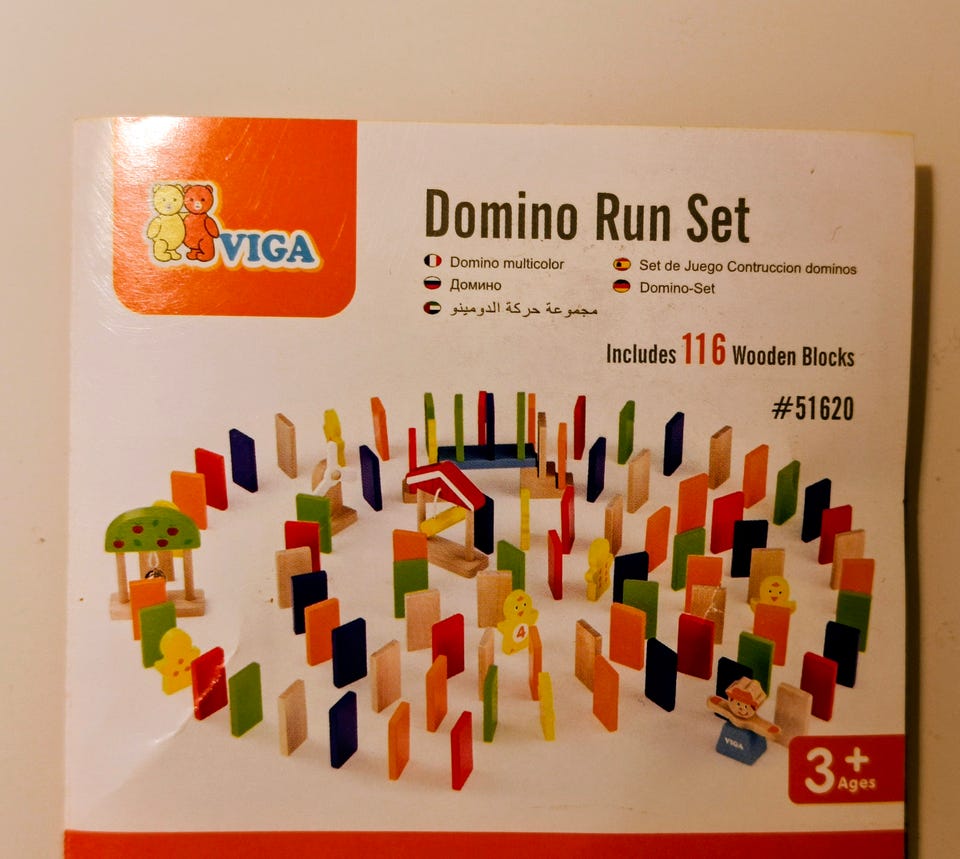 VIGA
Domino Run Set
Domino multicolor
Set de Juego Contruccion dominos
Домино
Domino-Set
مجموعة حركة الدومينو
Includes 116 Wooden Blocks
#51620
4
VIGA
3+
Ages